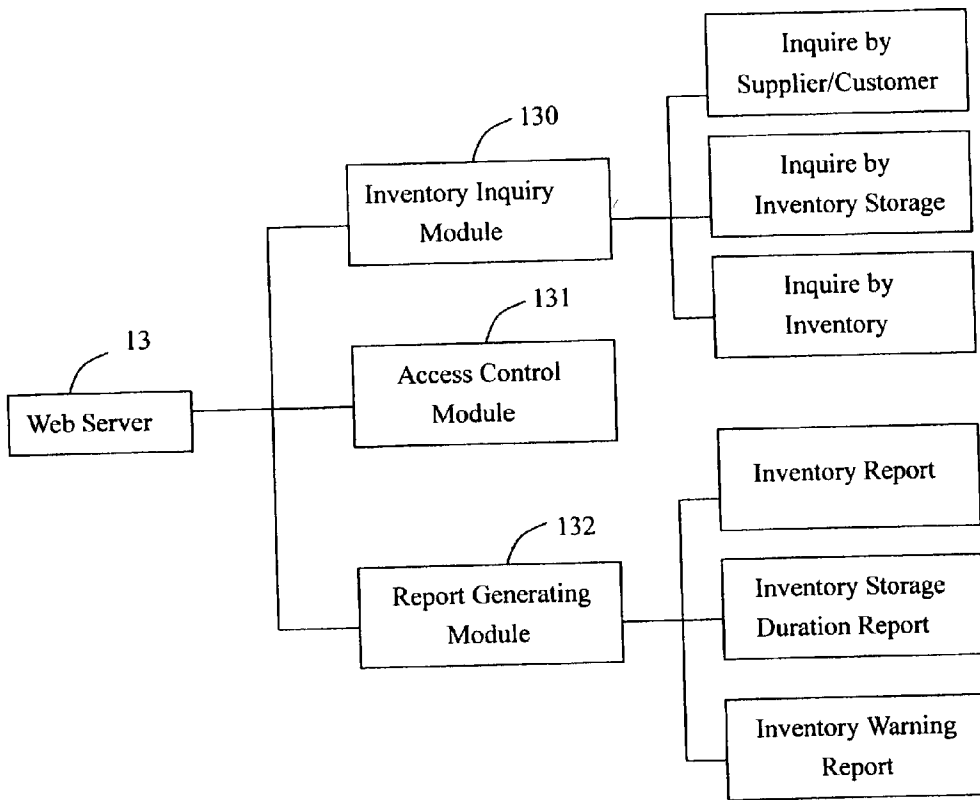 13
Web Server
130
Inventory Inquiry
Module
Inquire by
Supplier/Customer
Inquire by
Inventory Storage
Inquire by
Inventory
131
Access Control
Module
132
Report Generating
Module
Inventory Report
Inventory Storage
Duration Report
Inventory Warning
Report